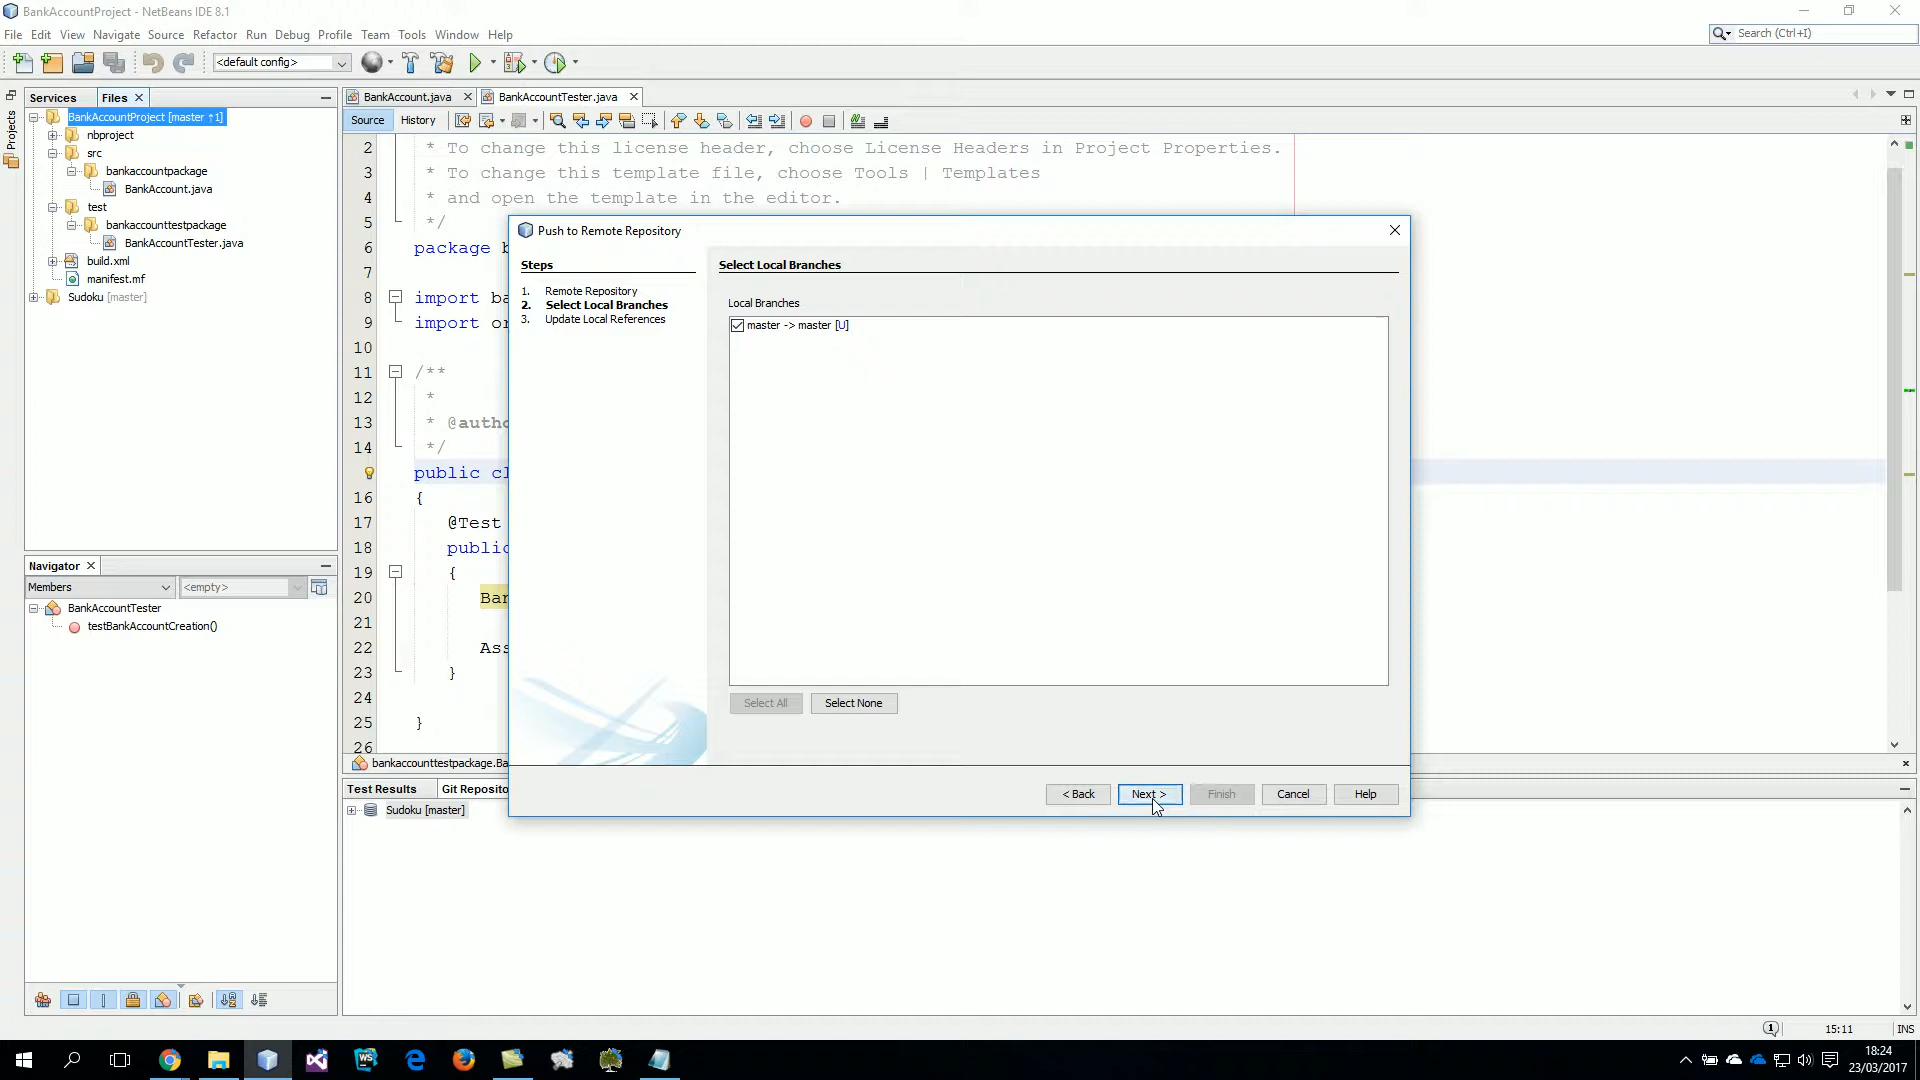 BankAccountProject - NetBeans IDE 8.1
File Edit View Navigate Source Refactor Run Debug Profile Team Tools Window Help
Search (Ctrl+I)
<default config>
Projects
Services Files
BankAccountProject [master ↑1]
nbproject
src
bankaccountpackage
BankAccount.java
test
bankaccounttestpackage
BankAccountTester.java
build.xml
manifest.mf
Sudoku [master]
Navigator
Members <empty>
BankAccountTester
testBankAccountCreation()
BankAccount.java BankAccountTester.java
Source History
2 * To change this license header, choose License Headers in Project Properties.
3 * To change this template file, choose Tools | Templates
4 * and open the template in the editor.
5 */
6 package b
7
8 import ba
9 import or
10
11 /**
12 *
13 * @autho
14 */
public cl
16 {
17 @Test
18 public
19 {
20 Ban
21
22 Ass
23 }
24
25 }
26
bankaccounttestpackage.Ba
Push to Remote Repository
Steps
1. Remote Repository
2. Select Local Branches
3. Update Local References
Select Local Branches
Local Branches
master -> master [U]
Select All Select None
< Back Next > Finish Cancel Help
Test Results Git Reposito
Sudoku [master]
1 15:11 INS
WS
18:24
23/03/2017